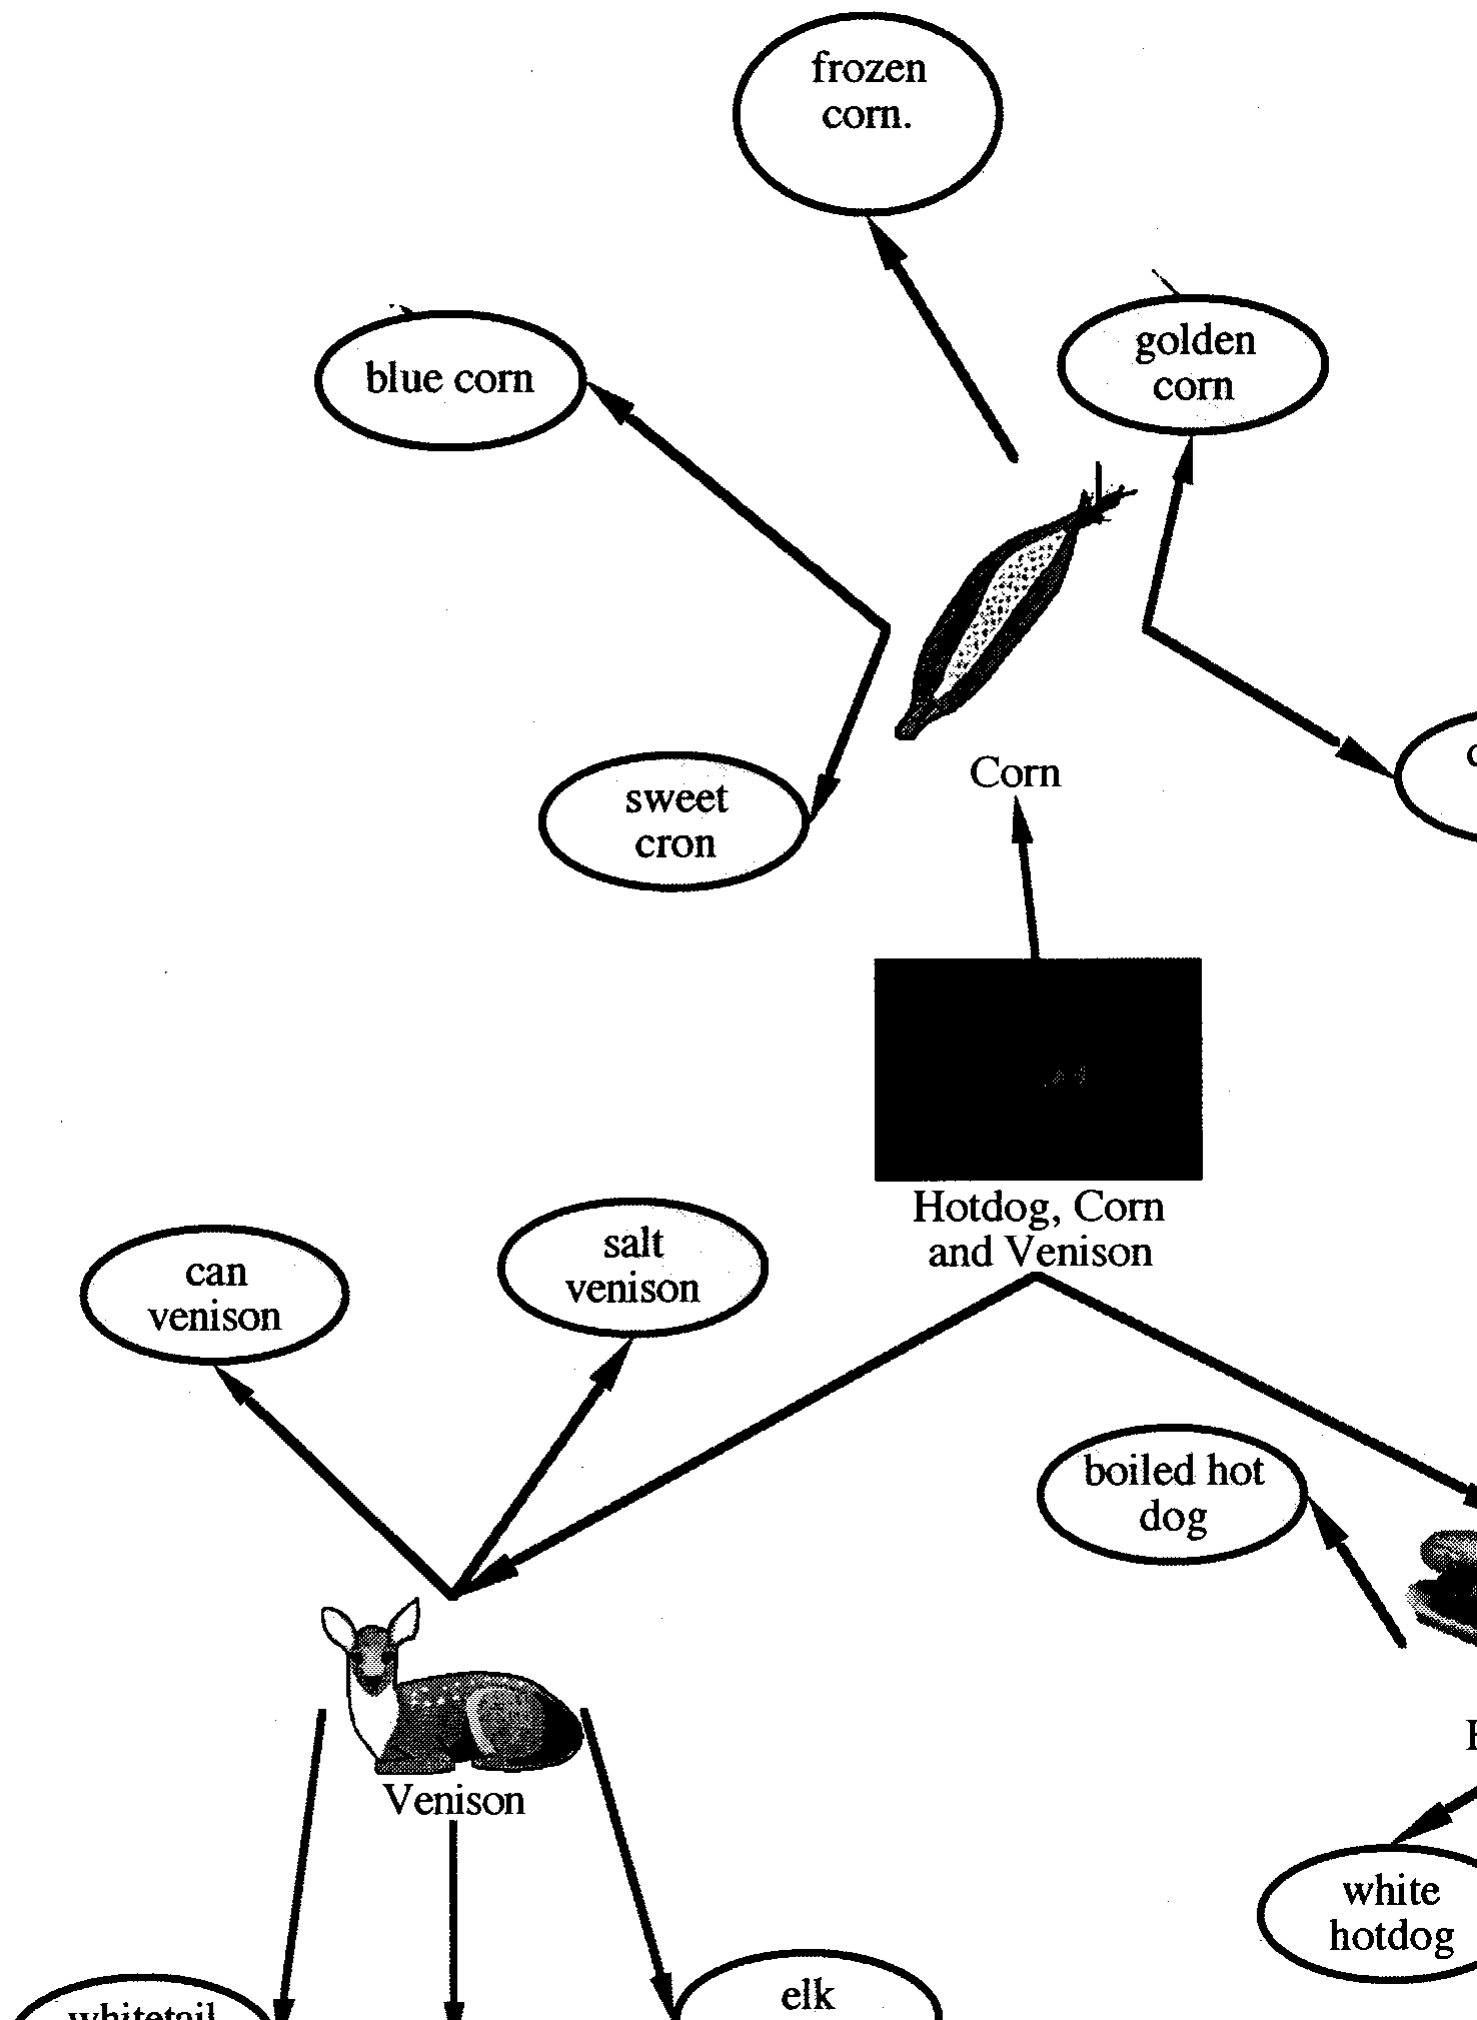 frozen
corn.
golden
corn
blue corn
sweet
cron
Corn
Hotdog, Corn
and Venison
can
venison
salt
venison
boiled hot
dog
Venison
white
hotdog
whitetail
elk